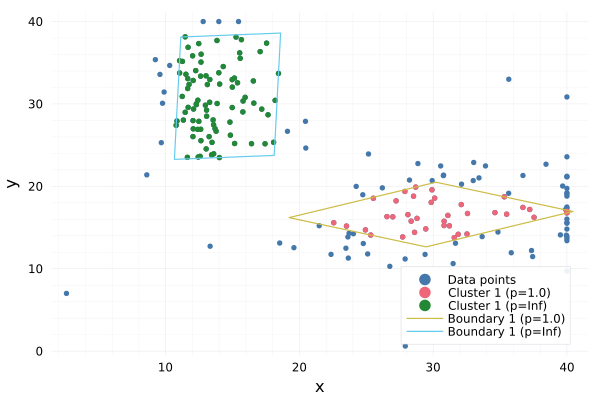 40
30
20
10
0
y
10
20
30
40
x
Data points
Cluster 1 (p=1.0)
Cluster 1 (p=Inf)
Boundary 1 (p=1.0)
Boundary 1 (p=Inf)